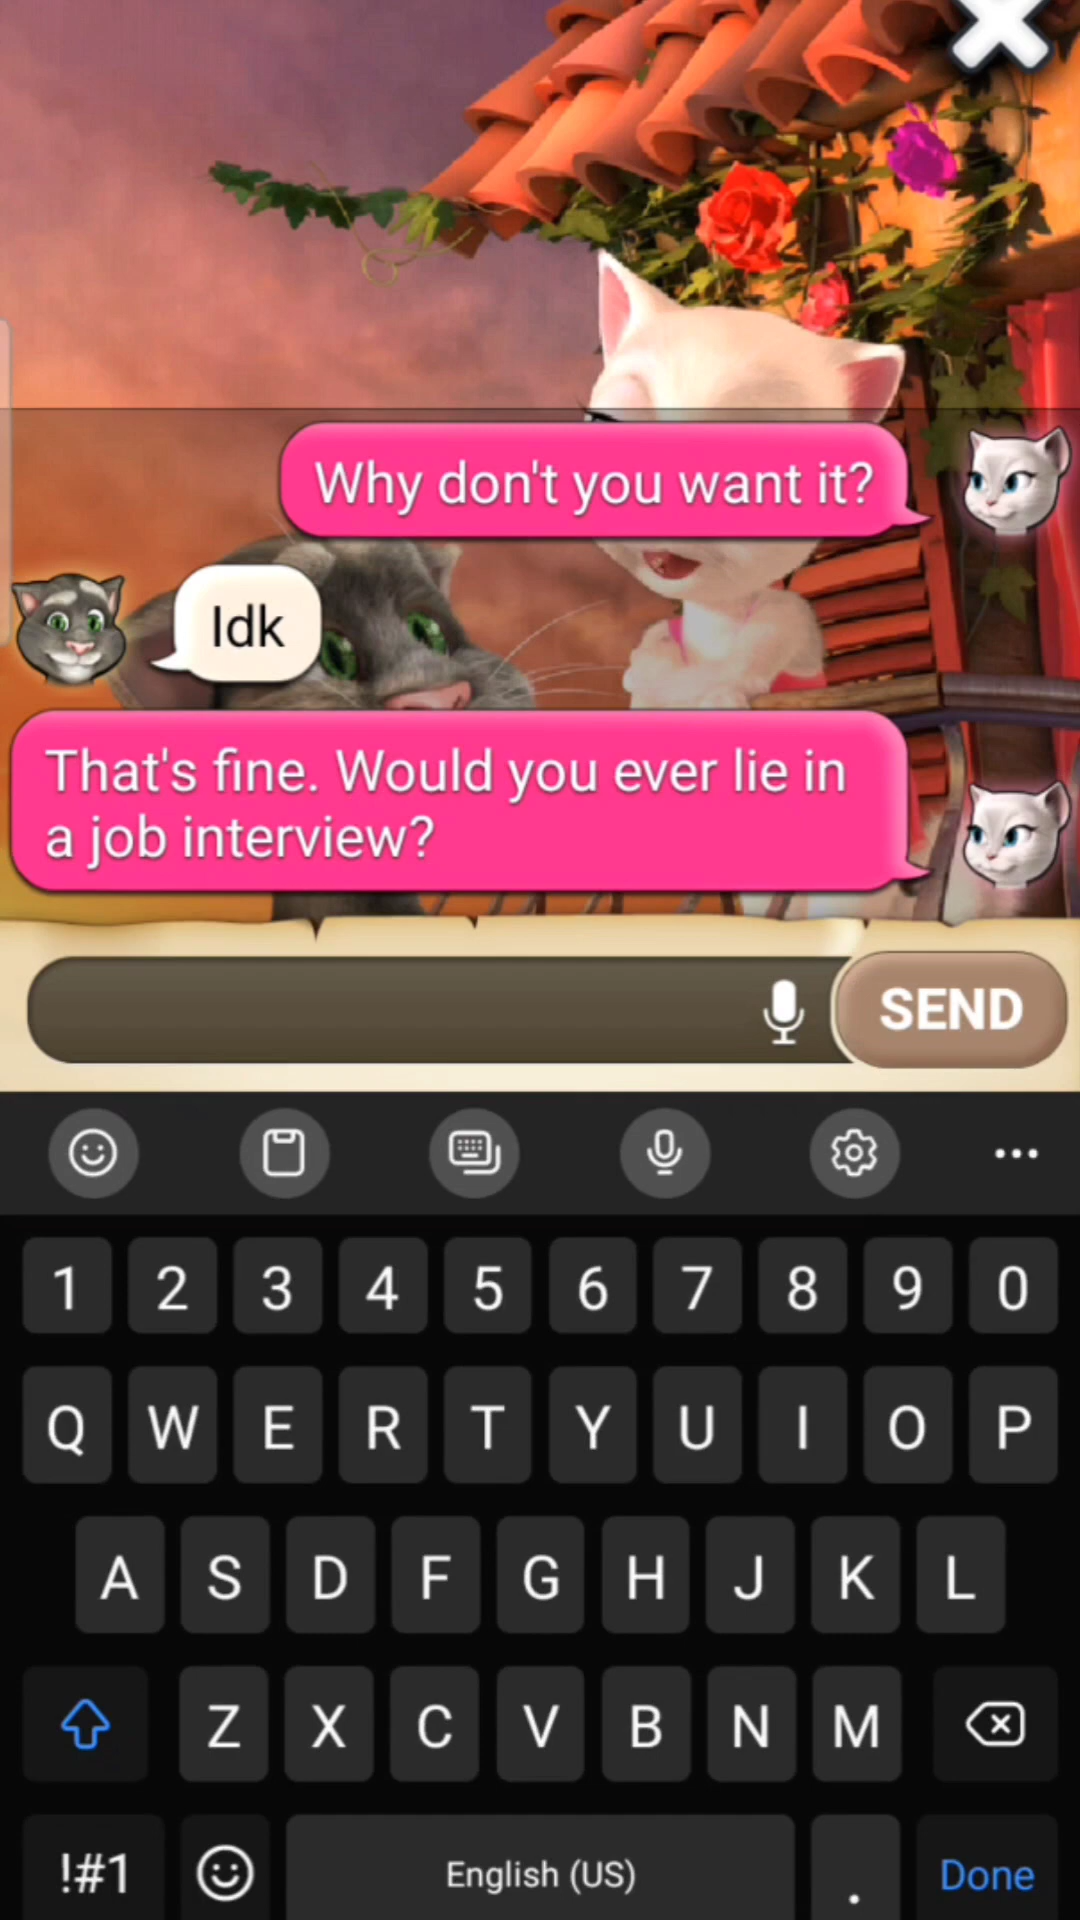 Why don't you want it?
Idk
That's fine. Would you ever lie in
a job interview?
SEND
1 2 3 4 5 6 7 8 9 0
Q W E R T Y U I O P
A S D F G H J K L
Z X C V B N M
!#1 English (US) . Done